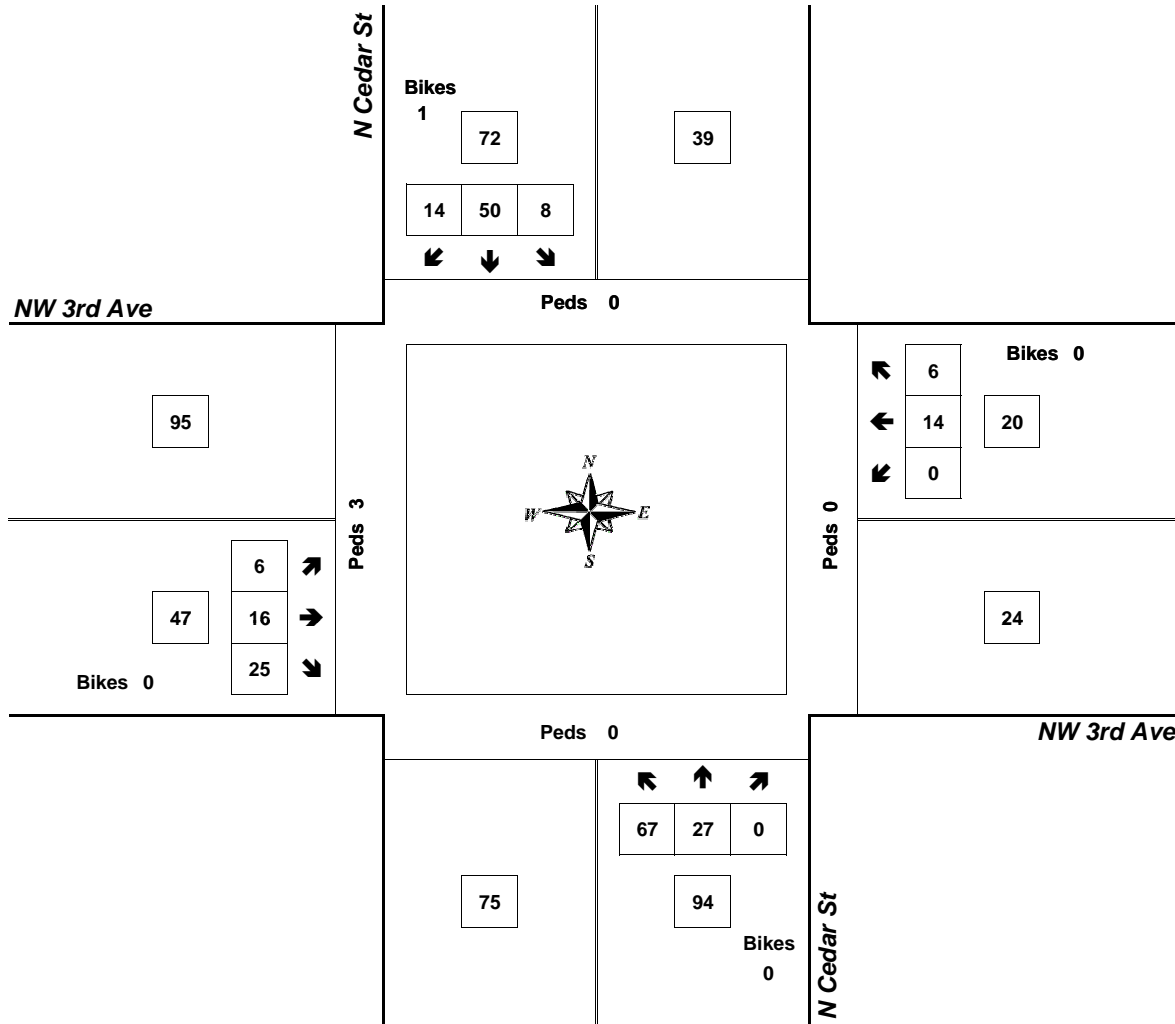 N Cedar St
Bikes
1
72
39
14 50 8
Peds 0
NW 3rd Ave
Bikes 0
6
14
0
20
95
N
W E
S
Peds 3
Peds 0
6
16
25
47
24
Bikes 0
Peds 0
NW 3rd Ave
67 27 0
75
94
Bikes
0
N Cedar St